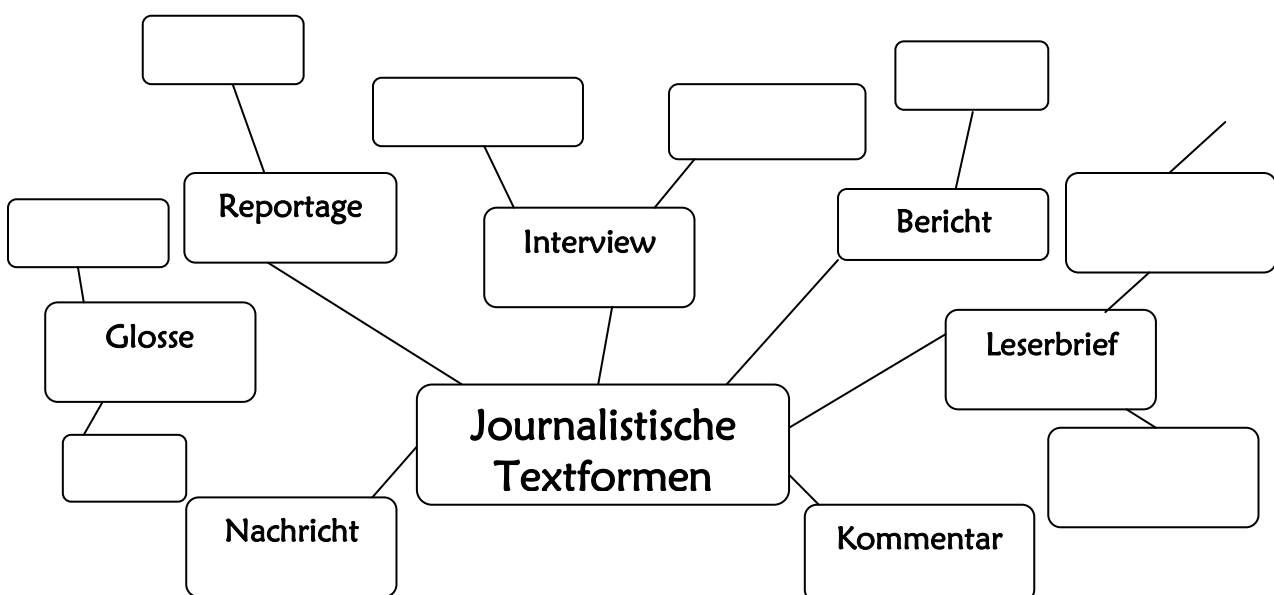 Reportage
Interview
Bericht
Glosse
Leserbrief
Journalistische
Textformen
Nachricht
Kommentar